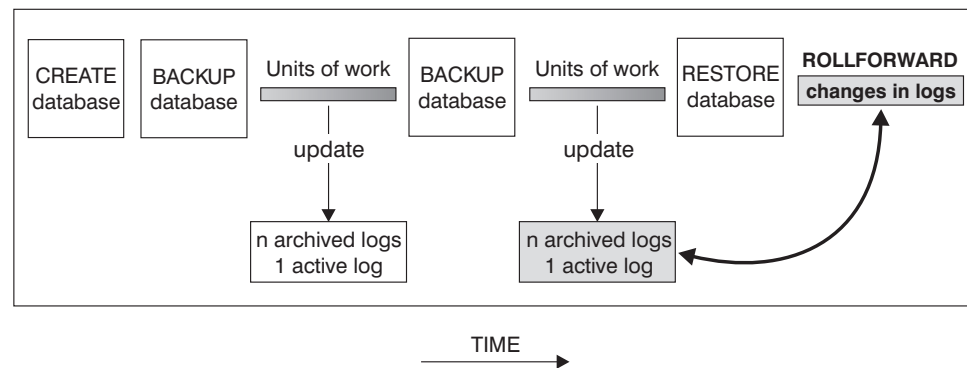 CREATE
database
BACKUP
database
Units of work
update
n archived logs
1 active log
BACKUP
database
Units of work
update
n archived logs
1 active log
RESTORE
database
ROLLFORWARD
changes in logs
TIME